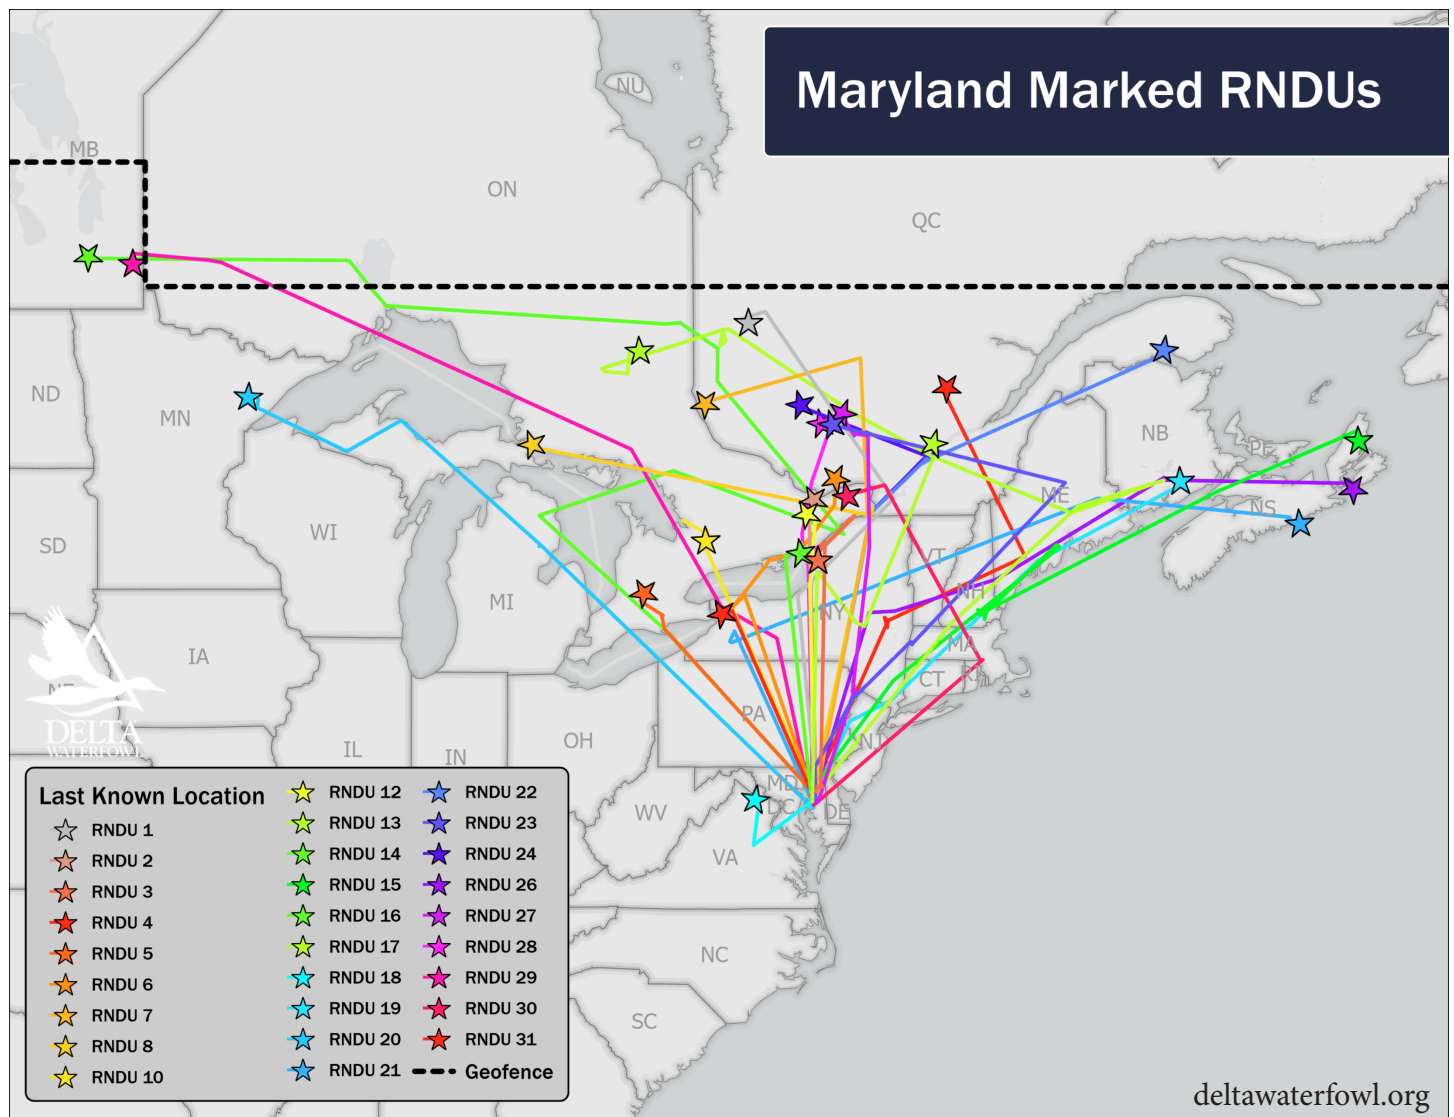 Maryland Marked RNDUs
NU
MB
ON
QC
ND
MN
NB
PE
ME
NS
SD
WI
VT
MI
NH
NY
IA
MA
CT
RI
NE
PA
DELTA
WATERFOWL
IL
IN
OH
NJ
MD
DC
DE
WV
VA
NC
SC
Last Known Location
RNDU 1
RNDU 2
RNDU 3
RNDU 4
RNDU 5
RNDU 6
RNDU 7
RNDU 8
RNDU 10
RNDU 12
RNDU 13
RNDU 14
RNDU 15
RNDU 16
RNDU 17
RNDU 18
RNDU 19
RNDU 20
RNDU 21
RNDU 22
RNDU 23
RNDU 24
RNDU 26
RNDU 27
RNDU 28
RNDU 29
RNDU 30
RNDU 31
Geofence
deltawaterfowl.org